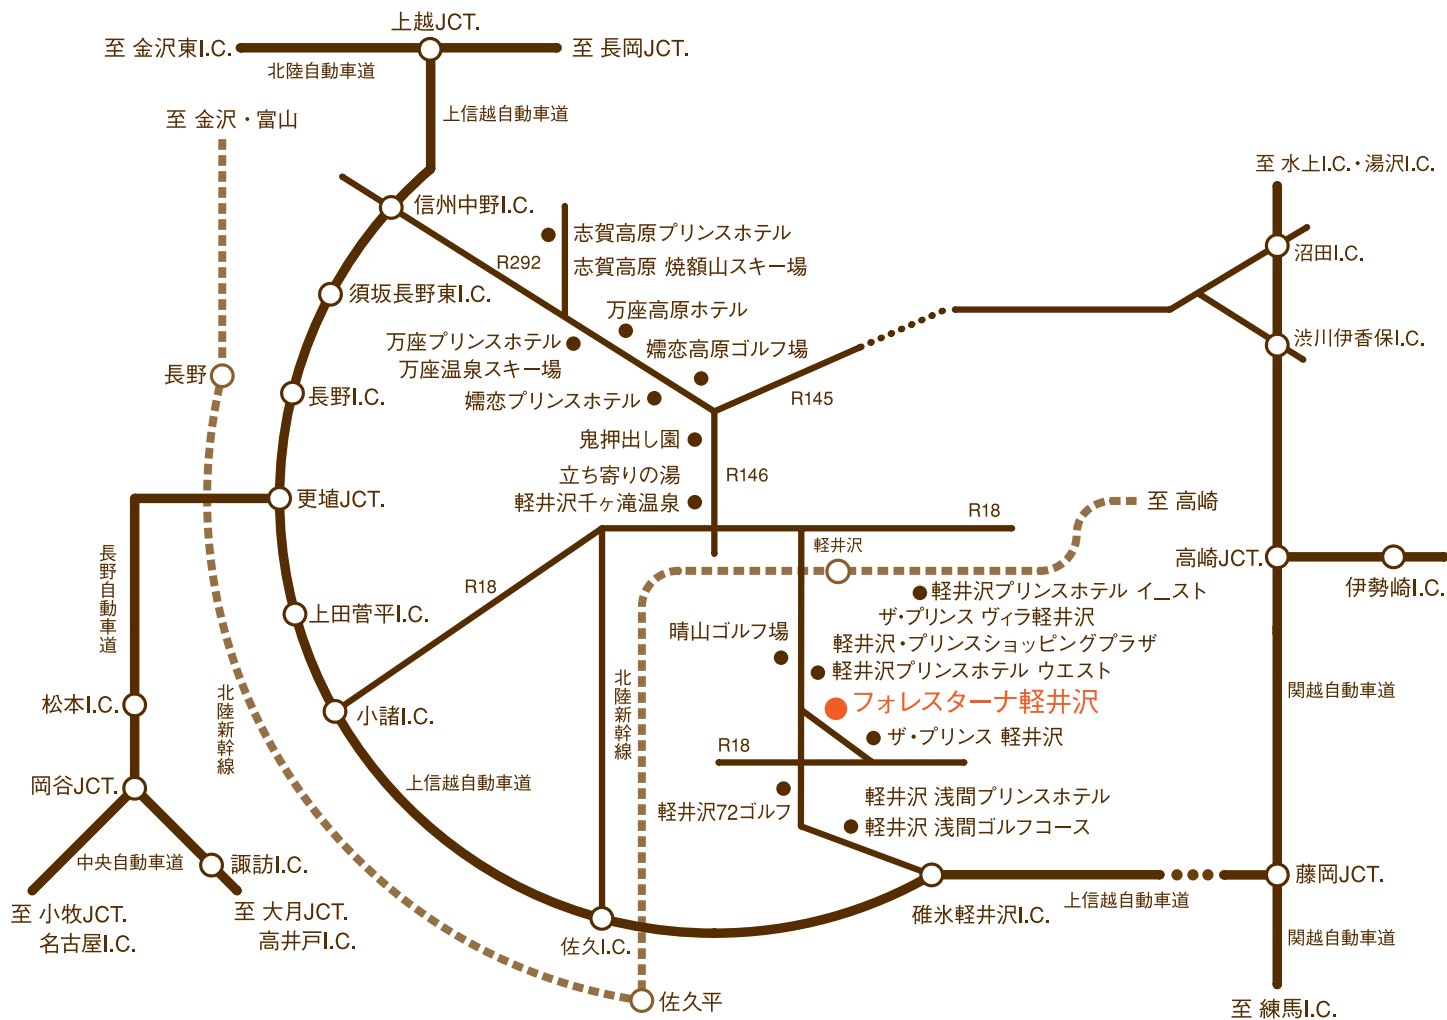 上越JCT.
至 金沢東I.C.
至 長岡JCT.
北陸自動車道
上信越自動車道
至 金沢・富山
至 水上I.C.・湯沢I.C.
信州中野I.C.
志賀高原プリンスホテル
沼田I.C.
R292
志賀高原 焼額山スキー場
須坂長野東I.C.
万座高原ホテル
渋川伊香保I.C.
万座プリンスホテル
嬬恋高原ゴルフ場
万座温泉スキー場
長野
長野I.C.
嬬恋プリンスホテル
R145
鬼押出し園
立ち寄りの湯
R146
軽井沢千ヶ滝温泉
更埴JCT.
至 高崎
R18
軽井沢
高崎JCT.
伊勢崎I.C.
長野自動車道
R18
軽井沢プリンスホテル イースト
ザ・プリンス ヴィラ軽井沢
上田菅平I.C.
晴山ゴルフ場
軽井沢・プリンスショッピングプラザ
軽井沢プリンスホテル ウエスト
関越自動車道
松本I.C.
北陸新幹線
小諸I.C.
北陸新幹線
フォレスターナ軽井沢
ザ・プリンス 軽井沢
R18
岡谷JCT.
上信越自動車道
軽井沢72ゴルフ
軽井沢 浅間プリンスホテル
軽井沢 浅間ゴルフコース
中央自動車道
諏訪I.C.
藤岡JCT.
上信越自動車道
至 小牧JCT.
名古屋I.C.
至 大月JCT.
高井戸I.C.
佐久I.C.
碓氷軽井沢I.C.
関越自動車道
佐久平
至 練馬I.C.